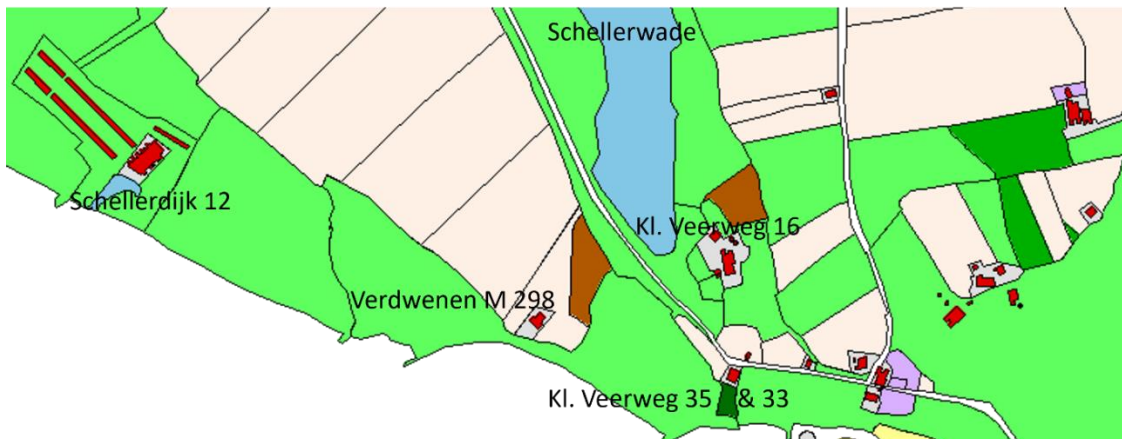 Schellerwade
Schellerdijk 12
Kl. Veerweg 16
Verdwenen M 298
Kl. Veerweg 35 & 33